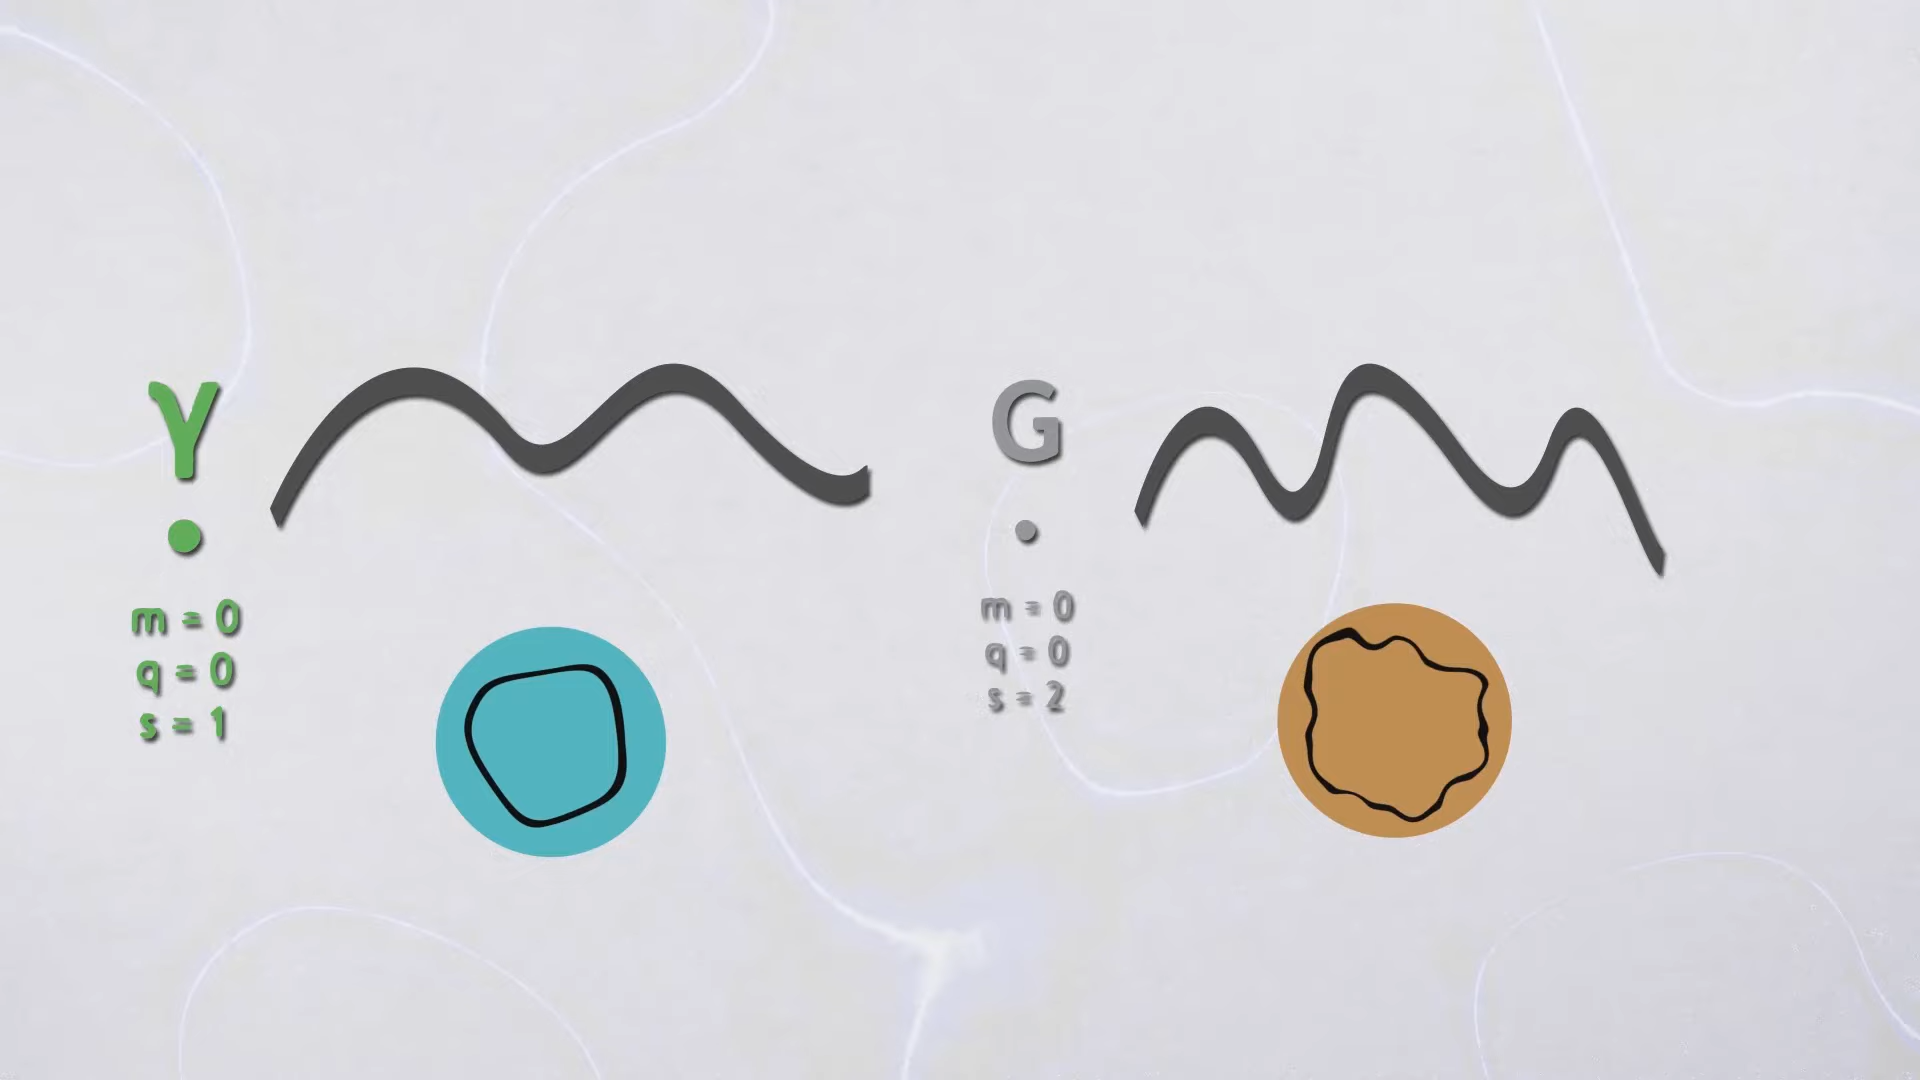 γ
m = 0
q = 0
s = 1
G
m = 0
q = 0
s = 2